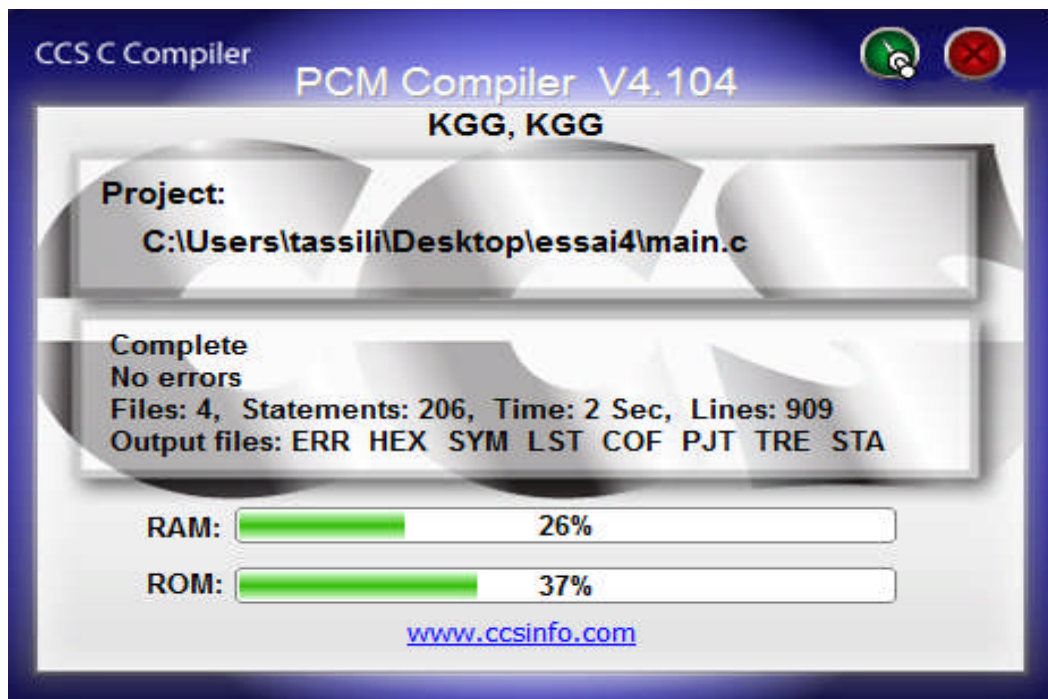 CCS C Compiler
PCM Compiler V4.104
KGG, KGG
Project:
C:\Users\tassili\Desktop\essai4\main.c
Complete
No errors
Files: 4, Statements: 206, Time: 2 Sec, Lines: 909
Output files: ERR HEX SYM LST COF PJT TRE STA
RAM: 26%
ROM: 37%
www.ccsinfo.com